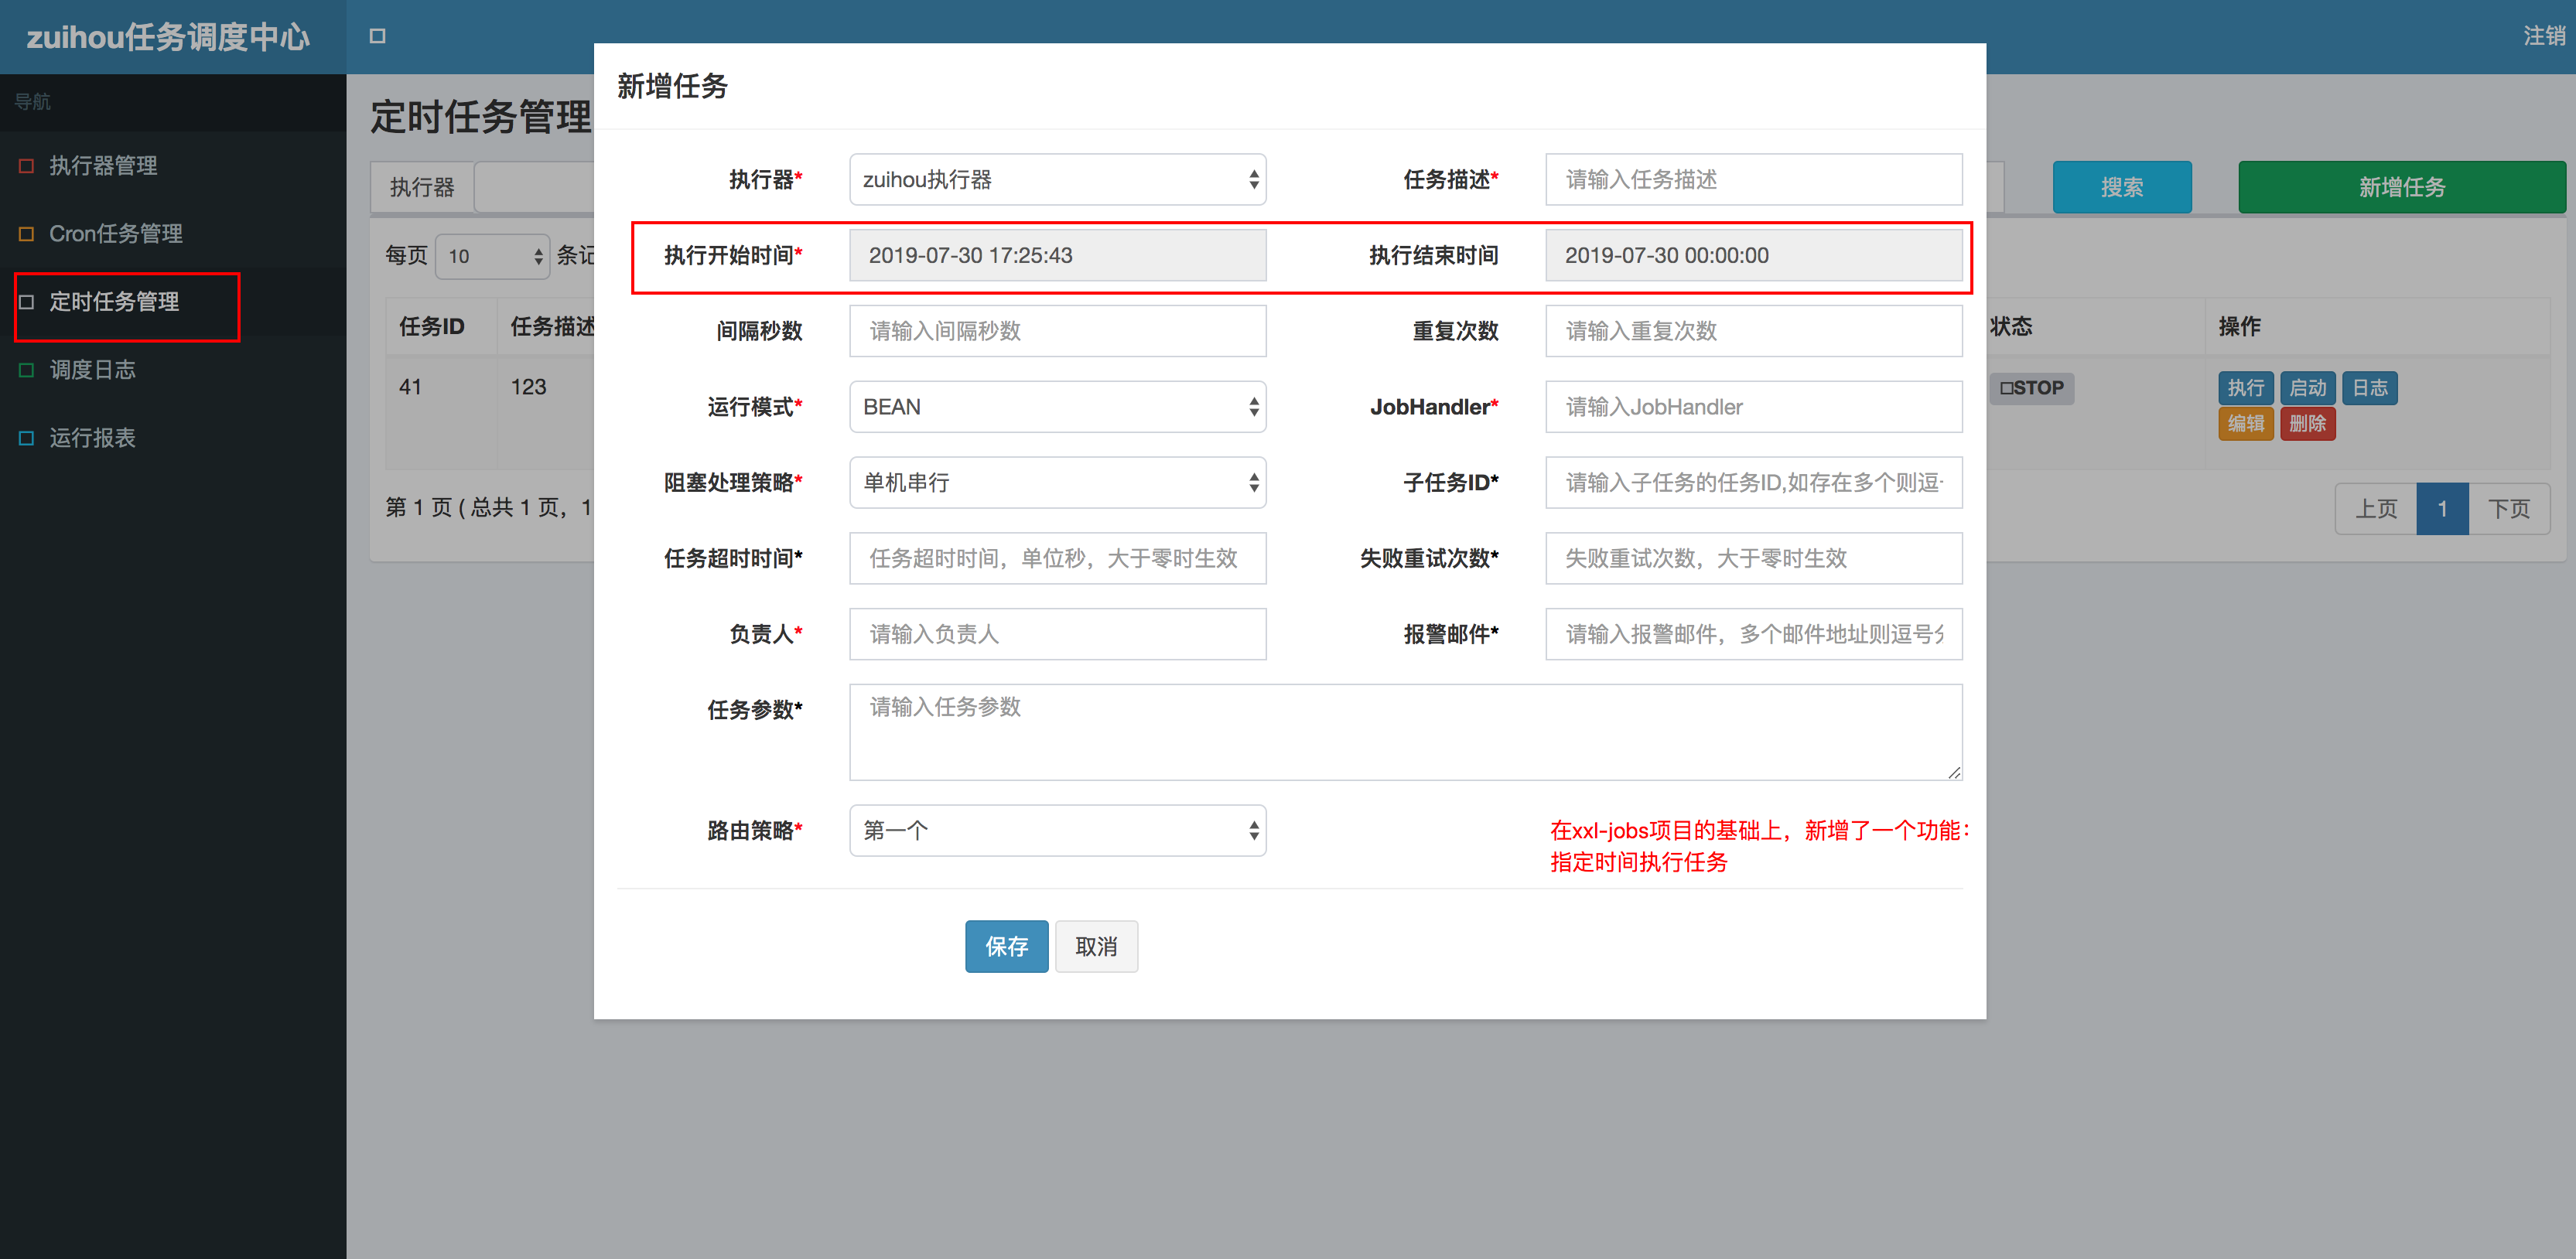 zuihou任务调度中心
注销
导航
执行器管理
Cron任务管理
定时任务管理
调度日志
运行报表
定时任务管理
执行器
搜索
新增任务
每页 10 条记
任务ID 任务描述 状态 操作
41 123 STOP 执行 启动 日志
编辑 删除
第 1 页 ( 总共 1 页，1
上页 1 下页
新增任务
执行器* zuihou执行器 任务描述* 请输入任务描述
执行开始时间* 2019-07-30 17:25:43 执行结束时间 2019-07-30 00:00:00
间隔秒数 请输入间隔秒数 重复次数 请输入重复次数
运行模式* BEAN JobHandler* 请输入JobHandler
阻塞处理策略* 单机串行 子任务ID* 请输入子任务的任务ID,如存在多个则逗
任务超时时间* 任务超时时间，单位秒，大于零时生效 失败重试次数* 失败重试次数，大于零时生效
负责人* 请输入负责人 报警邮件* 请输入报警邮件，多个邮件地址则逗号分
任务参数* 请输入任务参数
路由策略* 第一个 在xxl-jobs项目的基础上，新增了一个功能：
指定时间执行任务
保存 取消